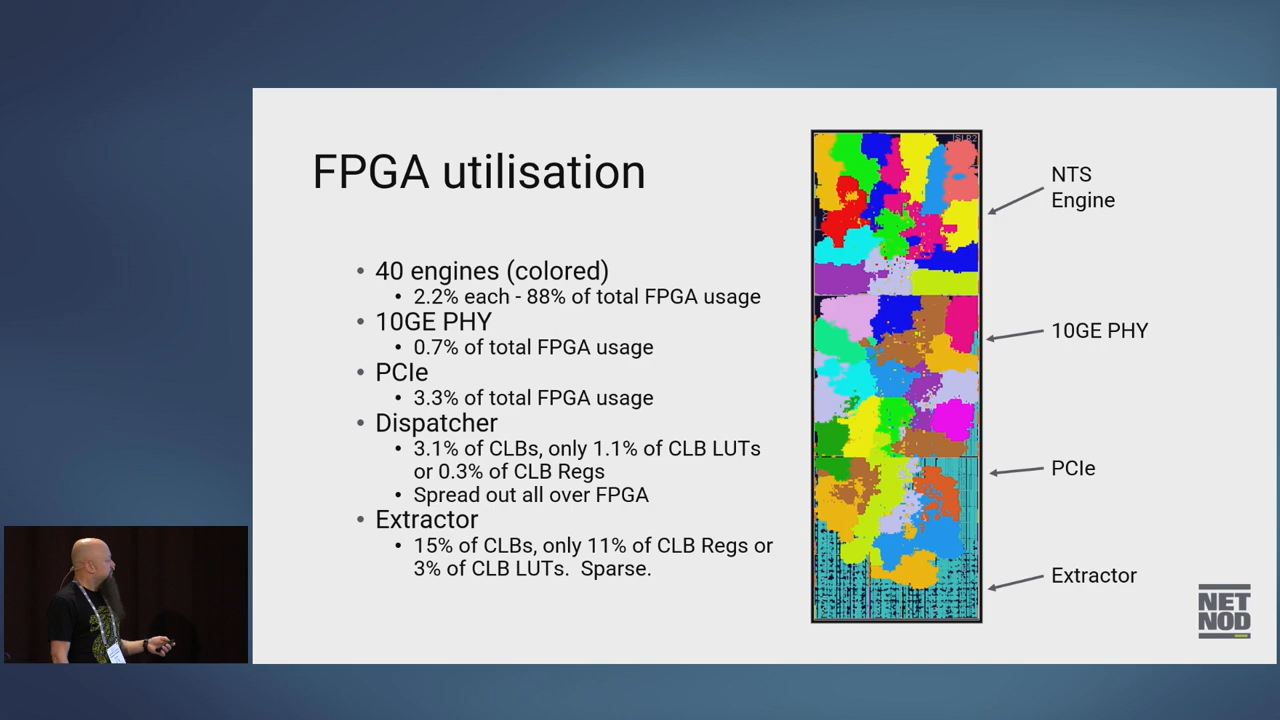 FPGA utilisation
• 40 engines (colored)
• 2.2% each - 88% of total FPGA usage
• 10GE PHY
• 0.7% of total FPGA usage
• PCIe
• 3.3% of total FPGA usage
• Dispatcher
• 3.1% of CLBs, only 1.1% of CLB LUTs
or 0.3% of CLB Regs
• Spread out all over FPGA
• Extractor
• 15% of CLBs, only 11% of CLB Regs or
3% of CLB LUTs.  Sparse.
NTS
Engine
10GE PHY
PCIe
Extractor
NET
NOD